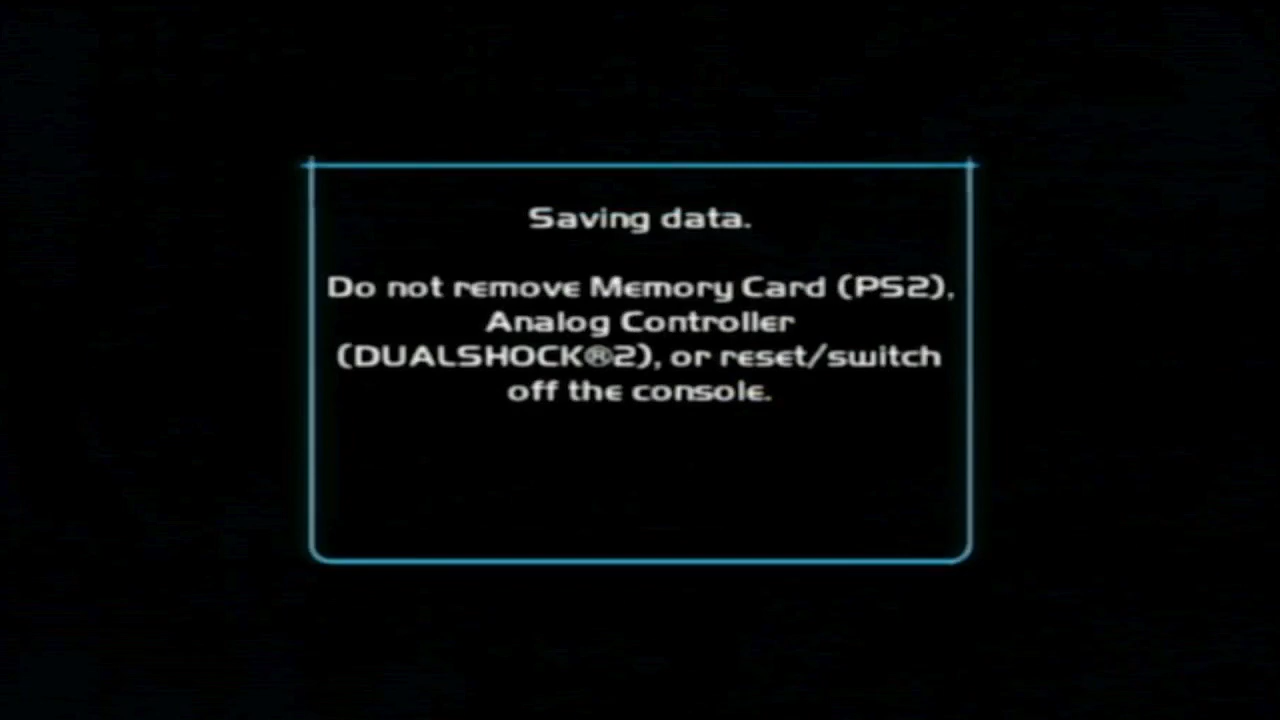 Saving data.
Do not remove Memory Card (PS2),
Analog Controller
(DUALSHOCK®2), or reset/switch
off the console.